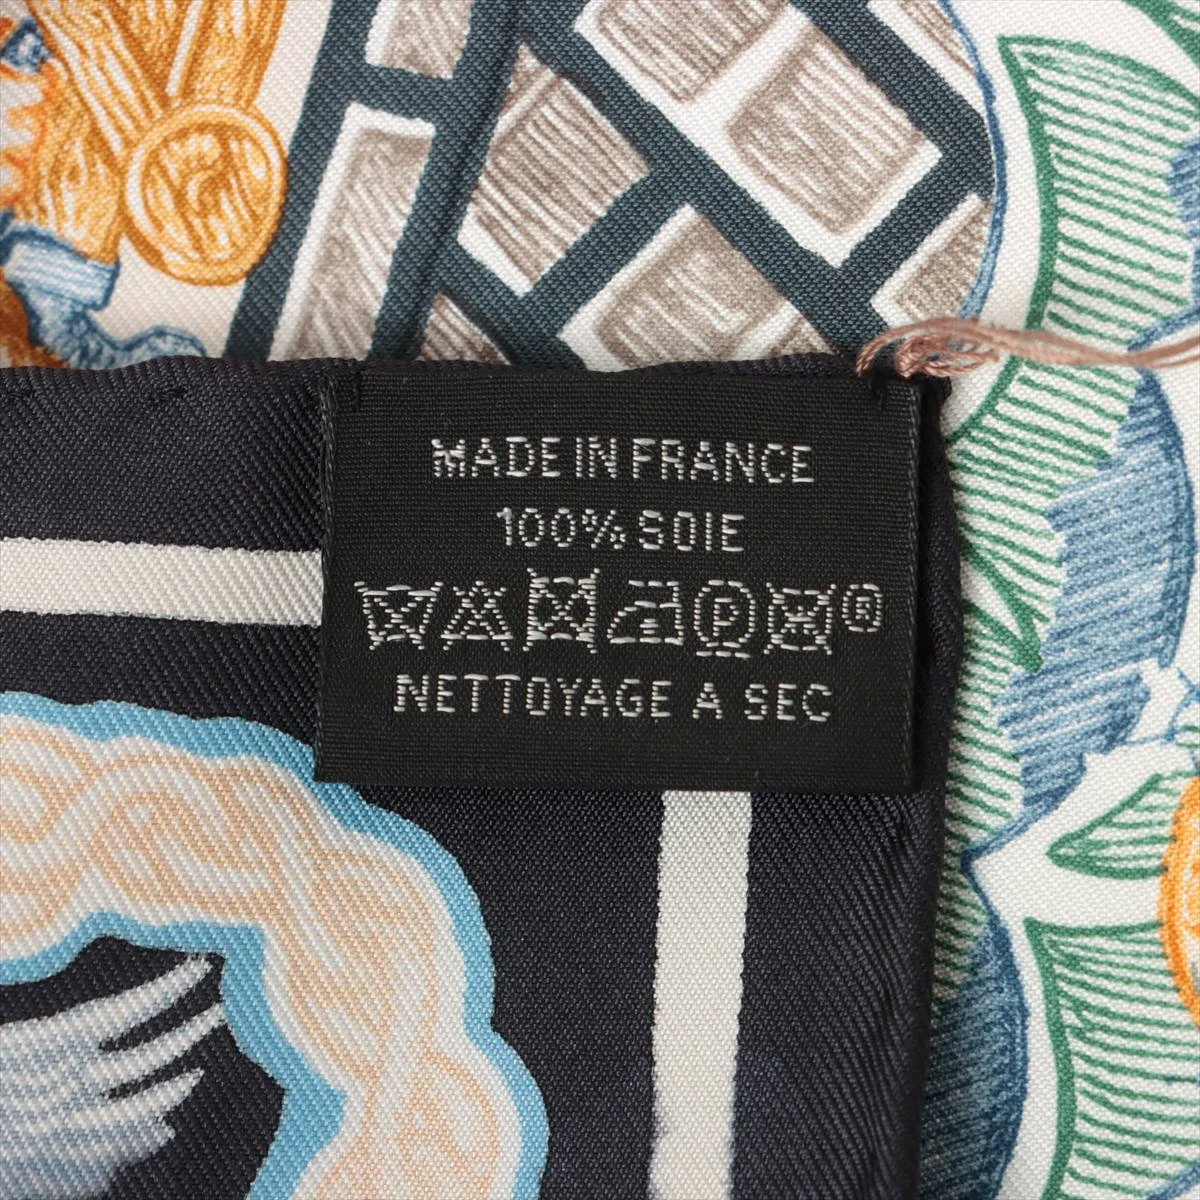 MADE IN FRANCE
100% SOIE
P ®
NETTOYAGE A SEC